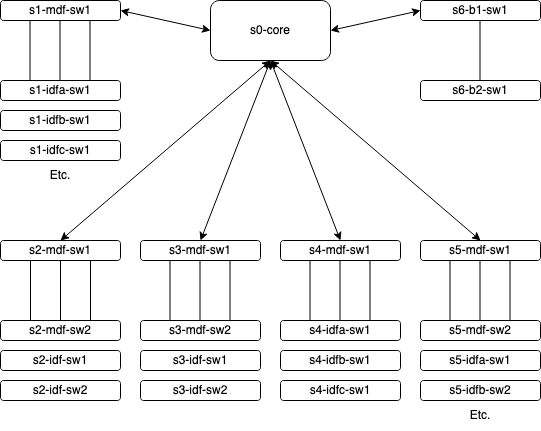 s1-mdf-sw1
s0-core
s6-b1-sw1
s1-idfa-sw1
s6-b2-sw1
s1-idfb-sw1
s1-idfc-sw1
Etc.
s2-mdf-sw1
s3-mdf-sw1
s4-mdf-sw1
s5-mdf-sw1
s2-mdf-sw2
s3-mdf-sw2
s4-idfa-sw1
s5-mdf-sw2
s2-idf-sw1
s3-idf-sw1
s4-idfb-sw1
s5-idfa-sw1
s2-idf-sw2
s3-idf-sw2
s4-idfc-sw1
s5-idfb-sw2
Etc.